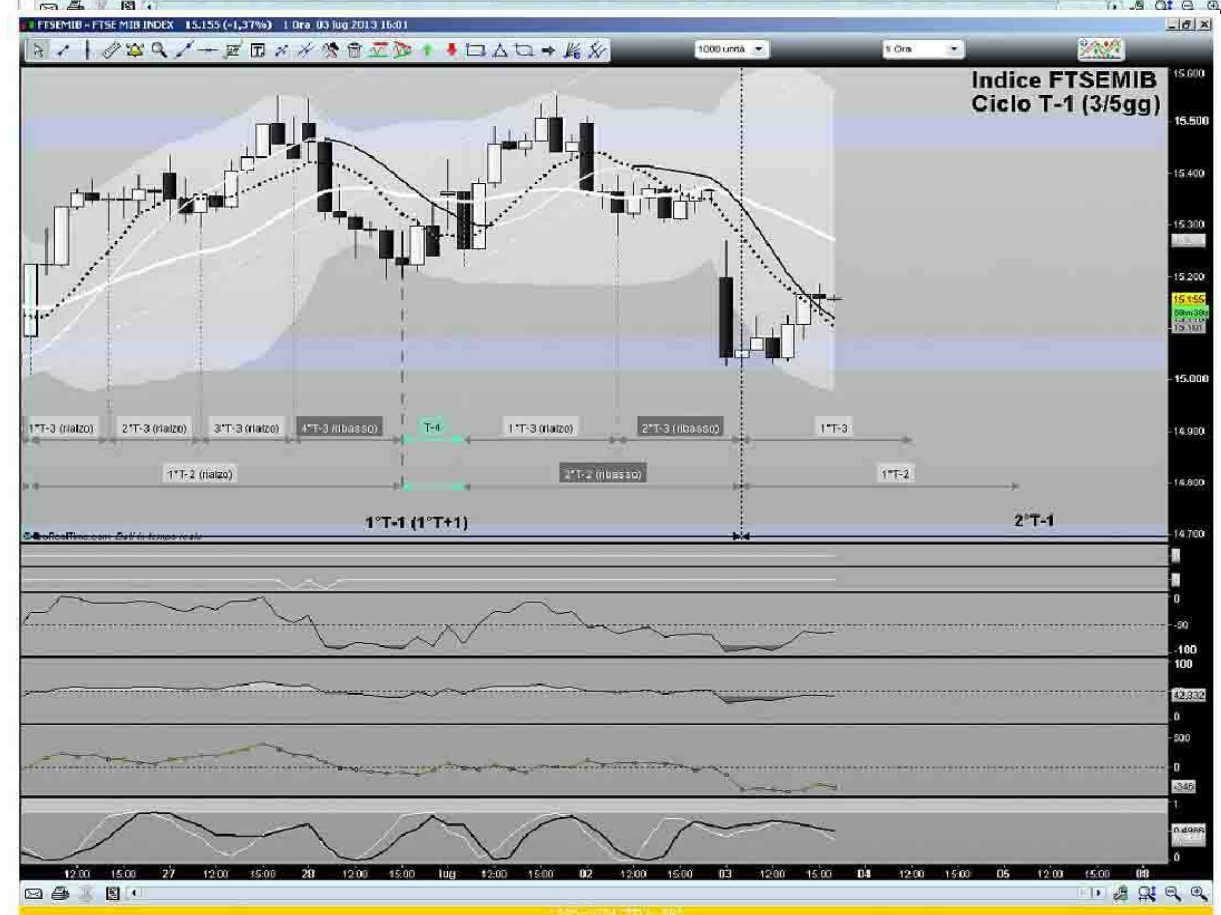 FTSEMIB - FTSE MIB INDEX 15.155 (-1,37%) 1 Ora 03 lug 2013 16:01
1000 unità
1 Ora
Indice FTSEMIB
Ciclo T-1 (3/5gg)
15.600
15.500
15.400
15.300
15.200
15.155
15.000
14.900
14.800
14.700
1°T-3 (rialzo)
2°T-3 (rialzo)
3°T-3 (rialzo)
4°T-3 (ribasso)
T-4
1°T-3 (rialzo)
2°T-3 (ribasso)
1°T-3
1°T-2 (rialzo)
2°T-2 (ribasso)
1°T-2
1°T-1 (1°T+1)
2°T-1
Dati in tempo reale
0
-50
-100
100
42,332
0
500
0
-346
1
0,4986
0
12:00 15:00 27 12:00 15:00 28 12:00 15:00 lug 12:00 15:00 02 12:00 15:00 03 12:00 15:00 04 12:00 15:00 05 12:00 15:00 08